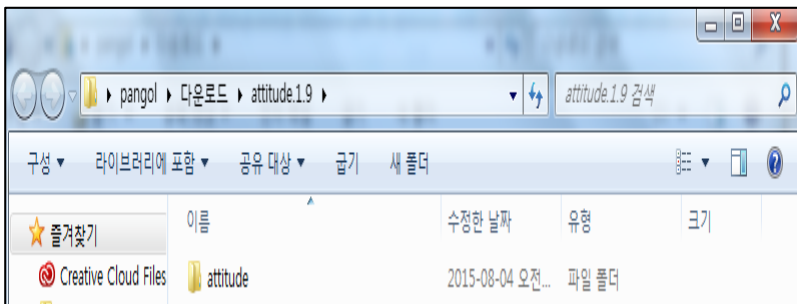 pangol ▸ 다운로드 ▸ attitude.1.9 ▸
attitude.1.9 검색
구성 ▼ 라이브러리에 포함 ▼ 공유 대상 ▼ 굽기 새 폴더
즐겨찾기
Creative Cloud Files
이름 수정한 날짜 유형 크기
attitude 2015-08-04 오전... 파일 폴더